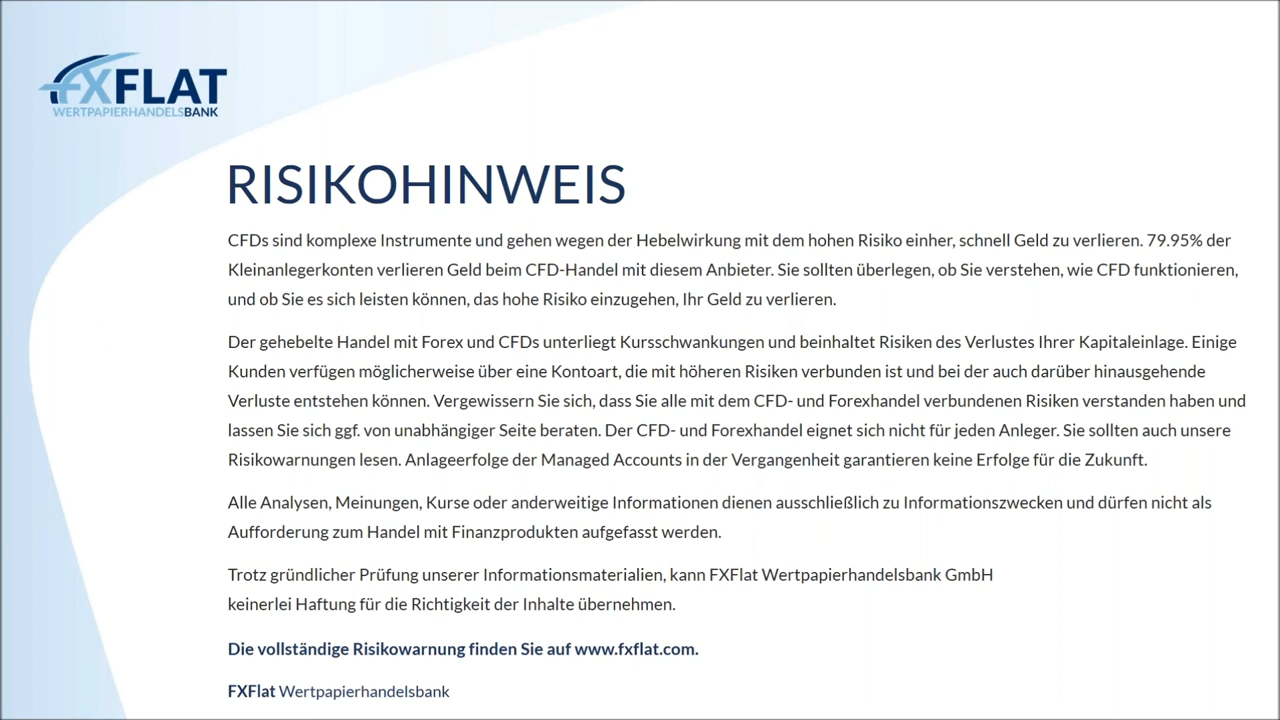 FXFLAT
WERTPAPIERHANDELSBANK
RISIKOHINWEIS
CFDs sind komplexe Instrumente und gehen wegen der Hebelwirkung mit dem hohen Risiko einher, schnell Geld zu verlieren. 79.95% der
Kleinanlegerkonten verlieren Geld beim CFD-Handel mit diesem Anbieter. Sie sollten überlegen, ob Sie verstehen, wie CFD funktionieren,
und ob Sie es sich leisten können, das hohe Risiko einzugehen, Ihr Geld zu verlieren.
Der gehebelte Handel mit Forex und CFDs unterliegt Kursschwankungen und beinhaltet Risiken des Verlustes Ihrer Kapitaleinlage. Einige
Kunden verfügen möglicherweise über eine Kontoart, die mit höheren Risiken verbunden ist und bei der auch darüber hinausgehende
Verluste entstehen können. Vergewissern Sie sich, dass Sie alle mit dem CFD- und Forexhandel verbundenen Risiken verstanden haben und
lassen Sie sich ggf. von unabhängiger Seite beraten. Der CFD- und Forexhandel eignet sich nicht für jeden Anleger. Sie sollten auch unsere
Risikowarnungen lesen. Anlageerfolge der Managed Accounts in der Vergangenheit garantieren keine Erfolge für die Zukunft.
Alle Analysen, Meinungen, Kurse oder anderweitige Informationen dienen ausschließlich zu Informationszwecken und dürfen nicht als
Aufforderung zum Handel mit Finanzprodukten aufgefasst werden.
Trotz gründlicher Prüfung unserer Informationsmaterialien, kann FXFlat Wertpapierhandelsbank GmbH
keinerlei Haftung für die Richtigkeit der Inhalte übernehmen.
Die vollständige Risikowarnung finden Sie auf www.fxflat.com.
FXFlat Wertpapierhandelsbank